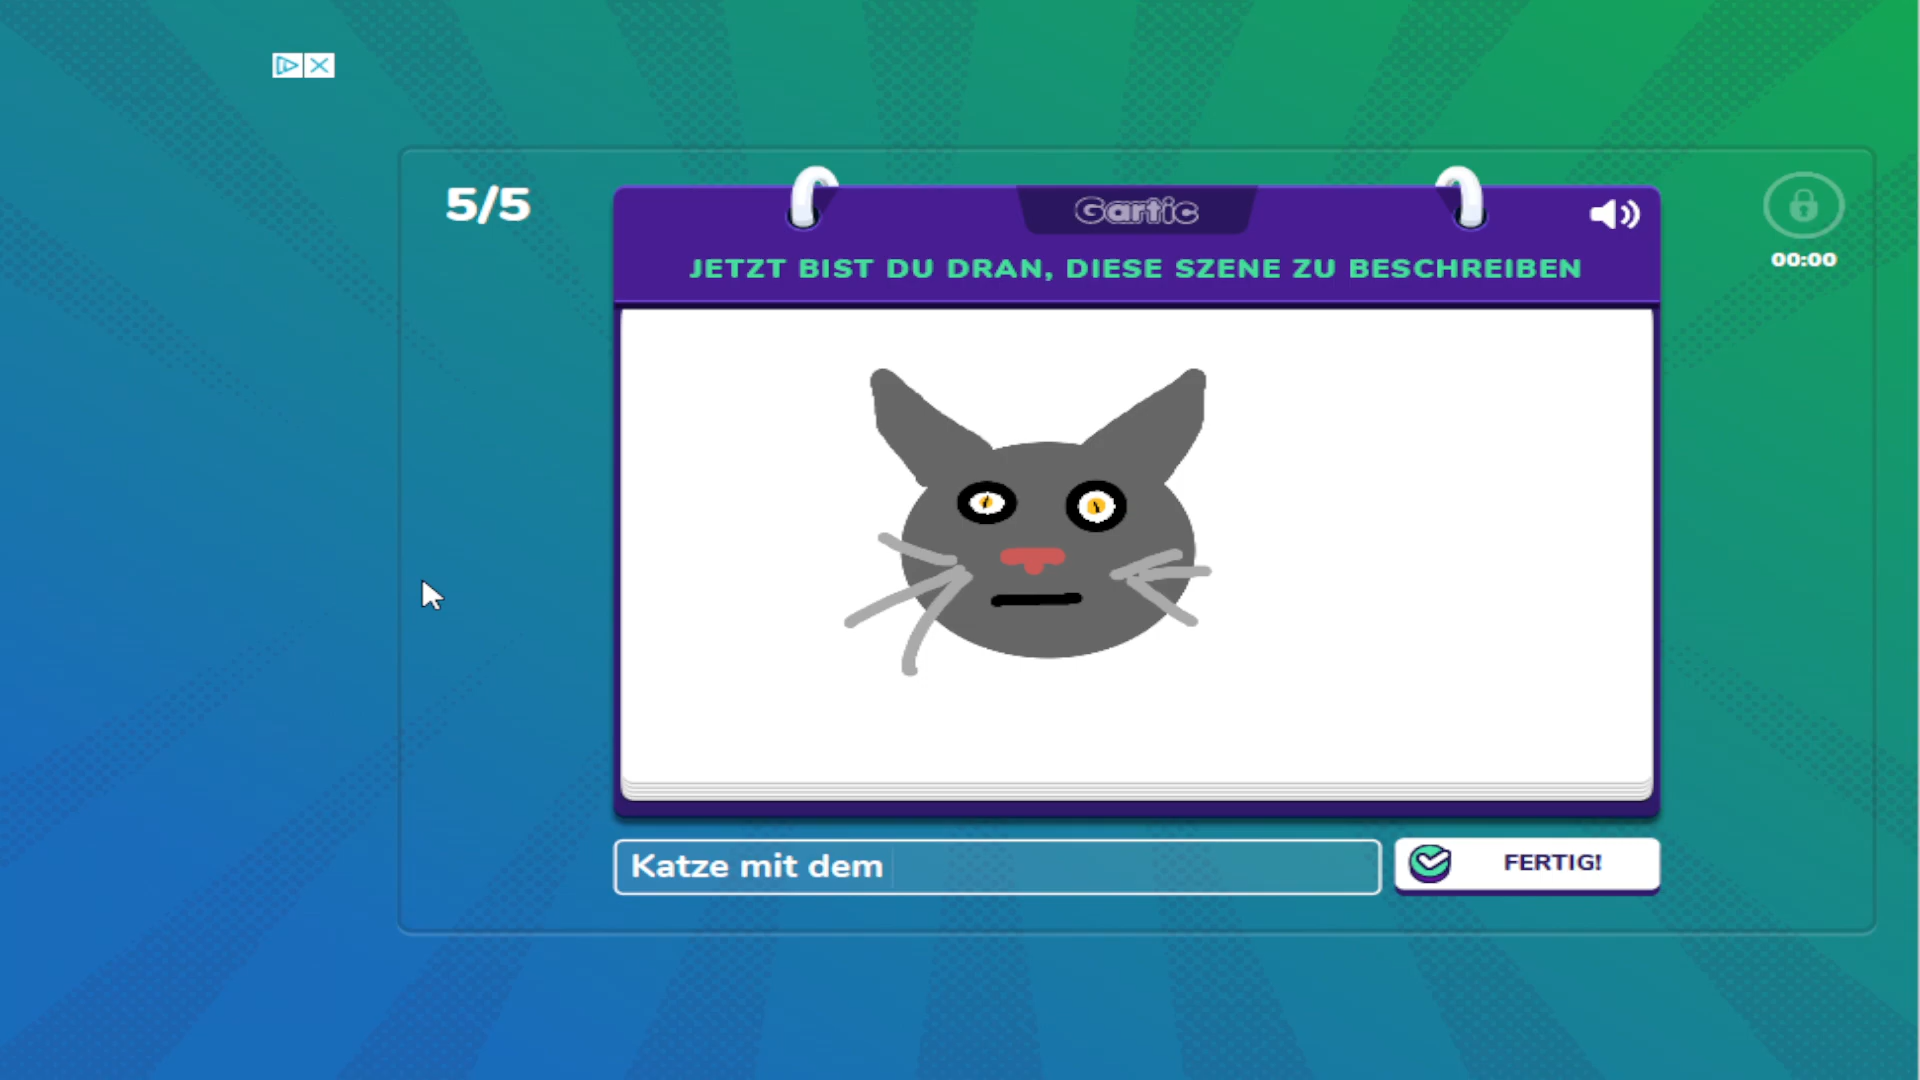 5/5
Gartic
JETZT BIST DU DRAN, DIESE SZENE ZU BESCHREIBEN
00:00
Katze mit dem
FERTIG!